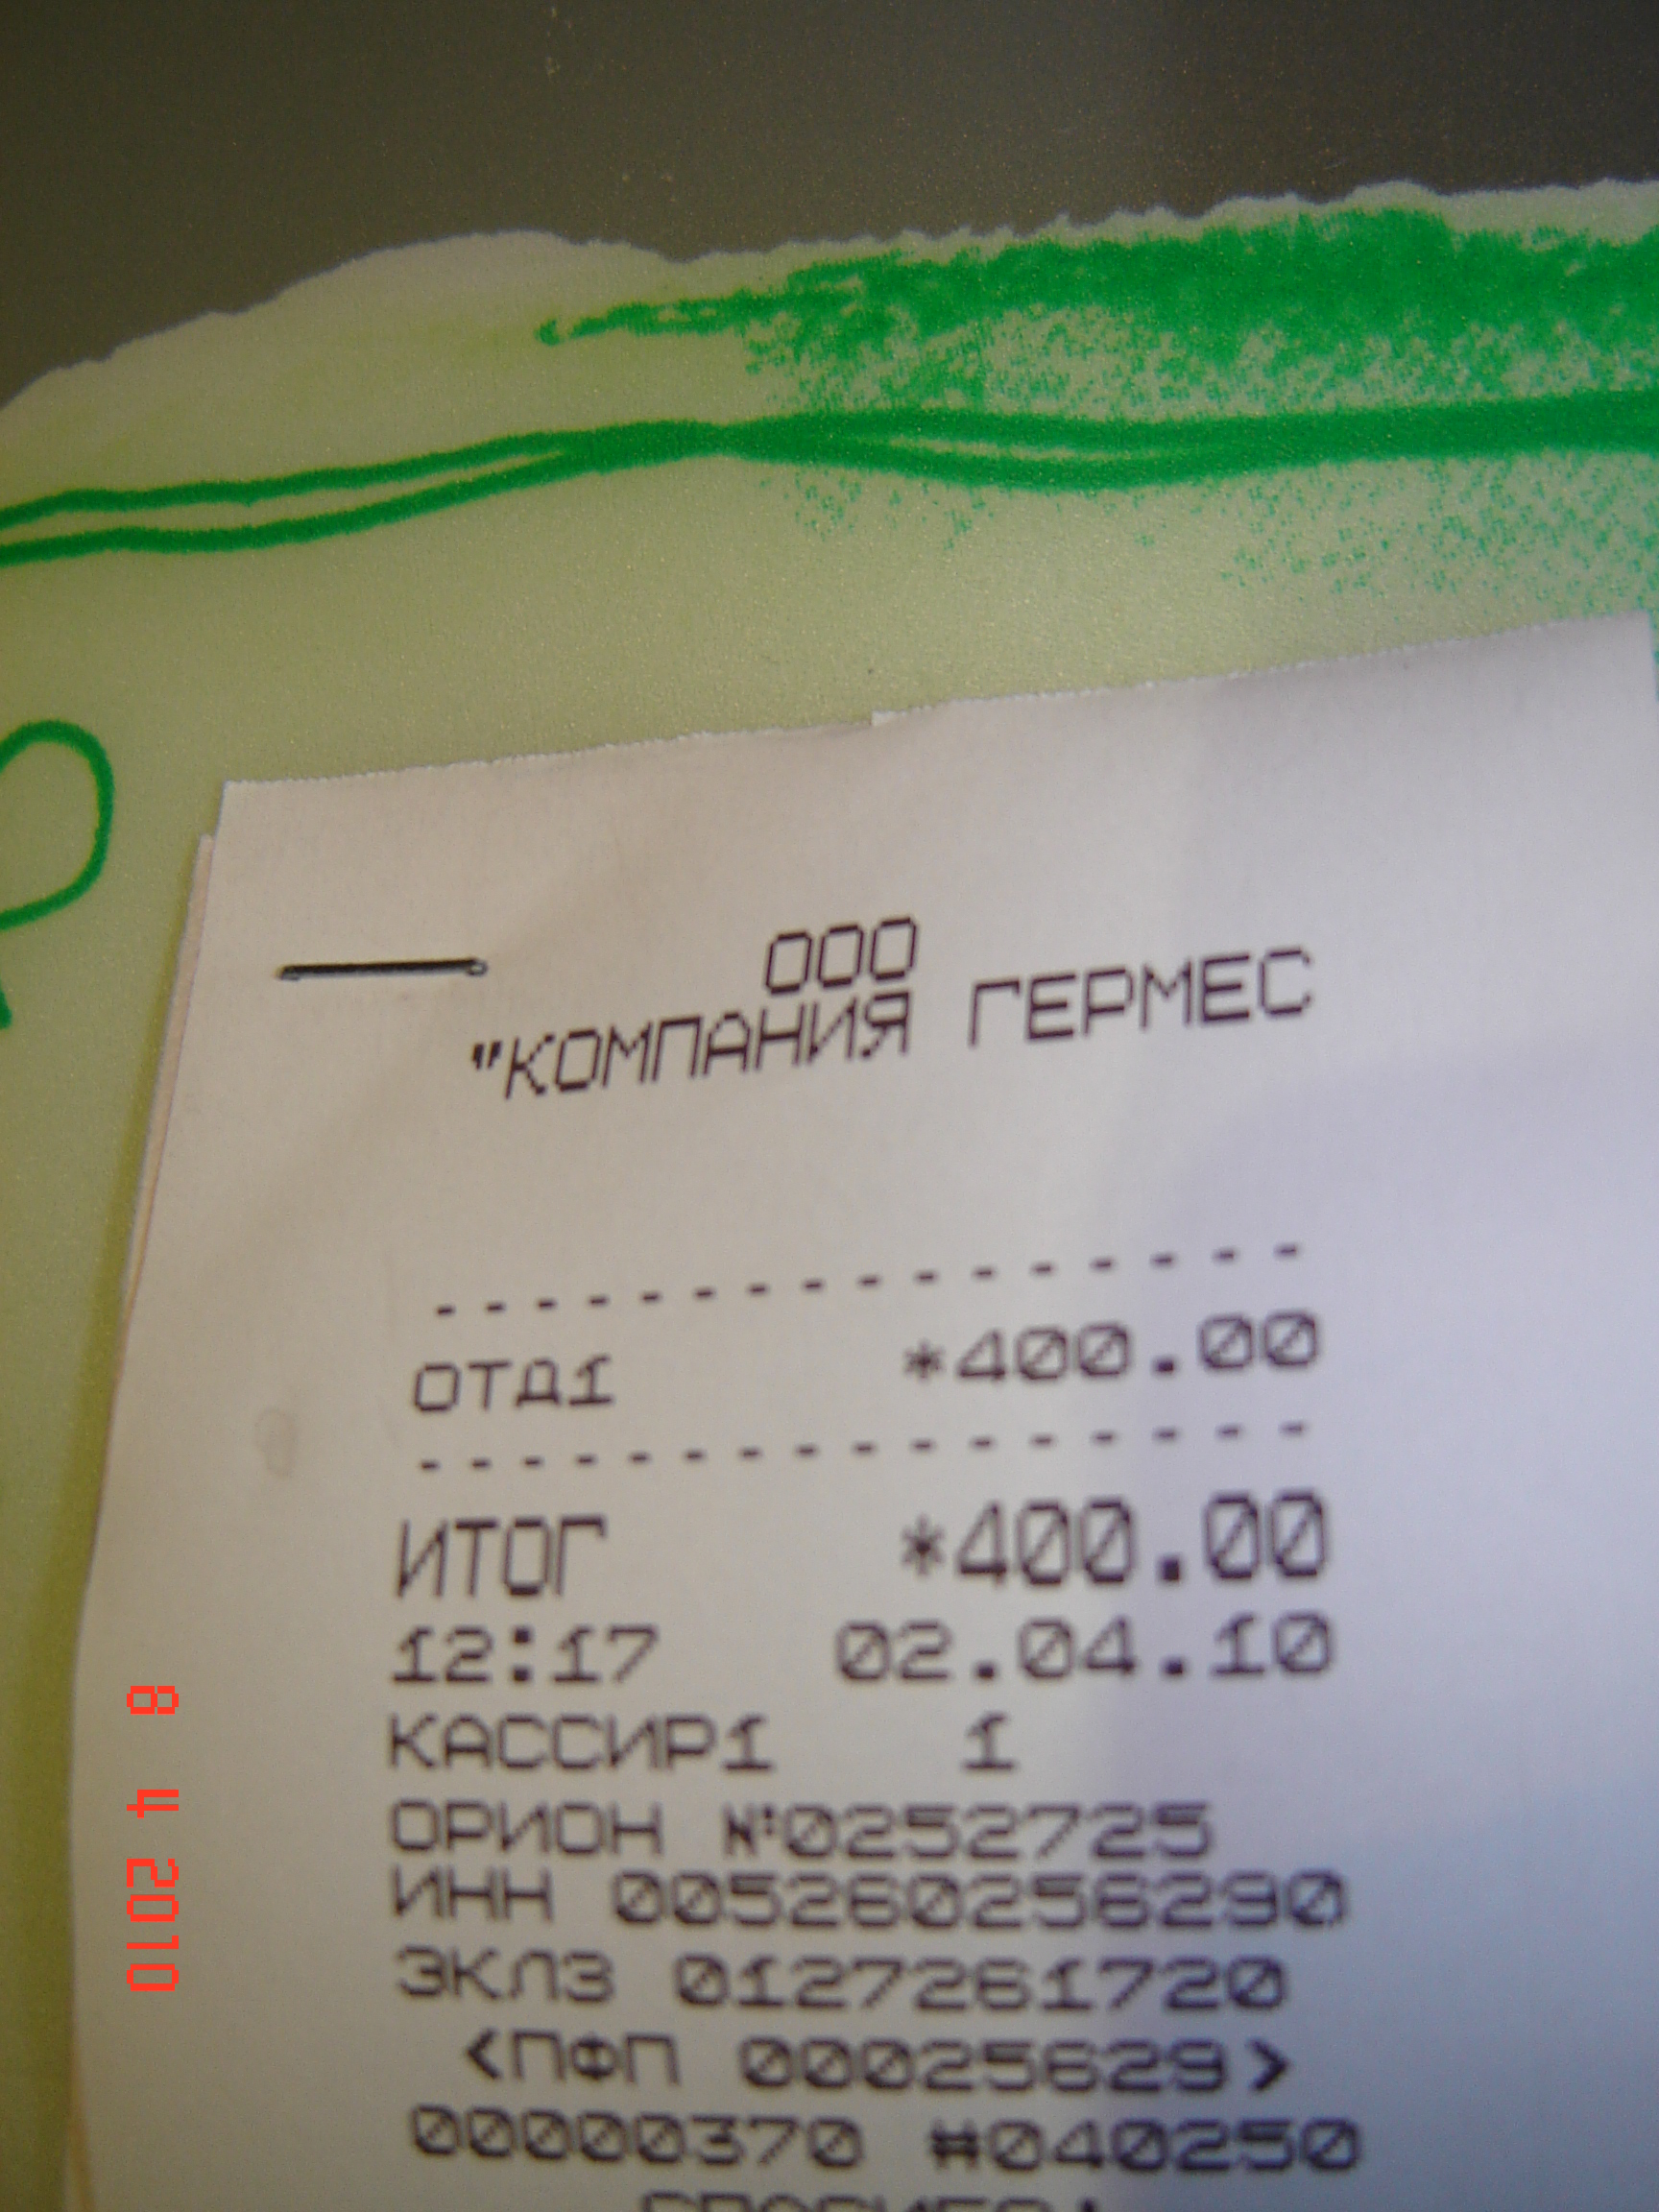 ООО
"КОМПАНИЯ ГЕРМЕС
ОТД1 *400.00
ИТОГ *400.00
12:17 02.04.10
КАССИР1 1
ОРИОН №0252725
ИНН 005260256290
ЭКЛЗ 0127261720
<ПФП 00025629>
00000370 #040250
СПАСИБО!
8 4 2010